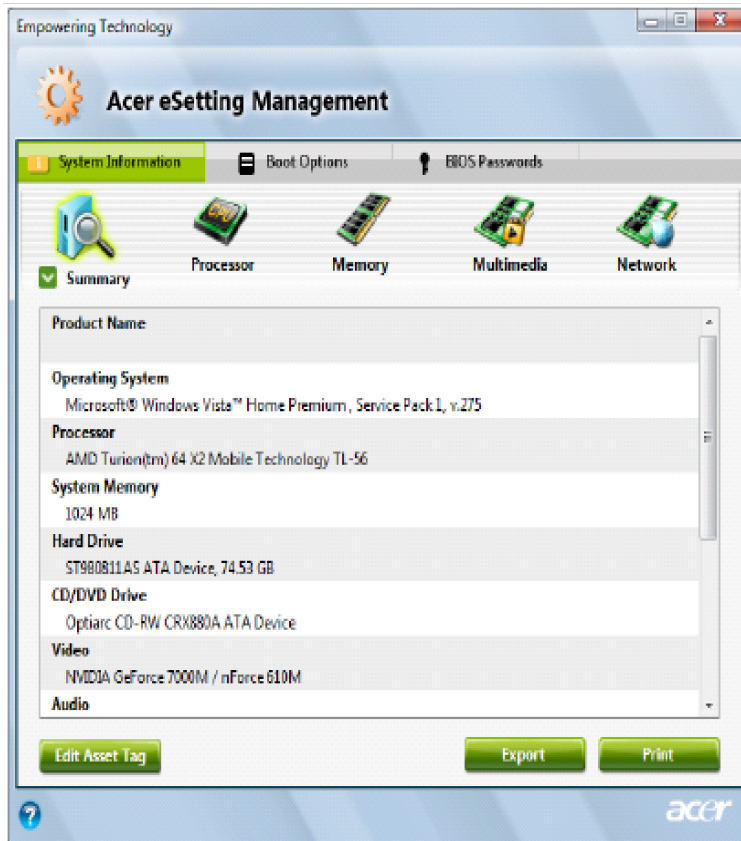 Empowering Technology
Acer eSetting Management
System Information
Boot Options
BIOS Passwords
CPU
Summary
Processor
Memory
Multimedia
Network
Product Name
Operating System
Microsoft® Windows Vista™ Home Premium , Service Pack 1, v.275
Processor
AMD Turion(tm) 64 X2 Mobile Technology TL-56
System Memory
1024 MB
Hard Drive
ST980811AS ATA Device, 74.53 GB
CD/DVD Drive
Optiarc CD-RW CRX880A ATA Device
Video
NVIDIA GeForce 7000M / nForce 610M
Audio
Edit Asset Tag
Export
Print
?
acer